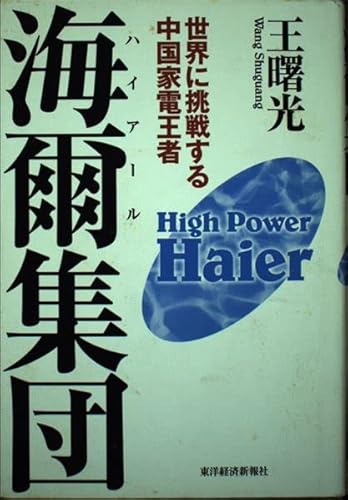 王曙光
Wang Shuguang
世界に挑戦する
中国家電王者
海爾集団
ハイアール
High Power
Haier
東洋経済新報社